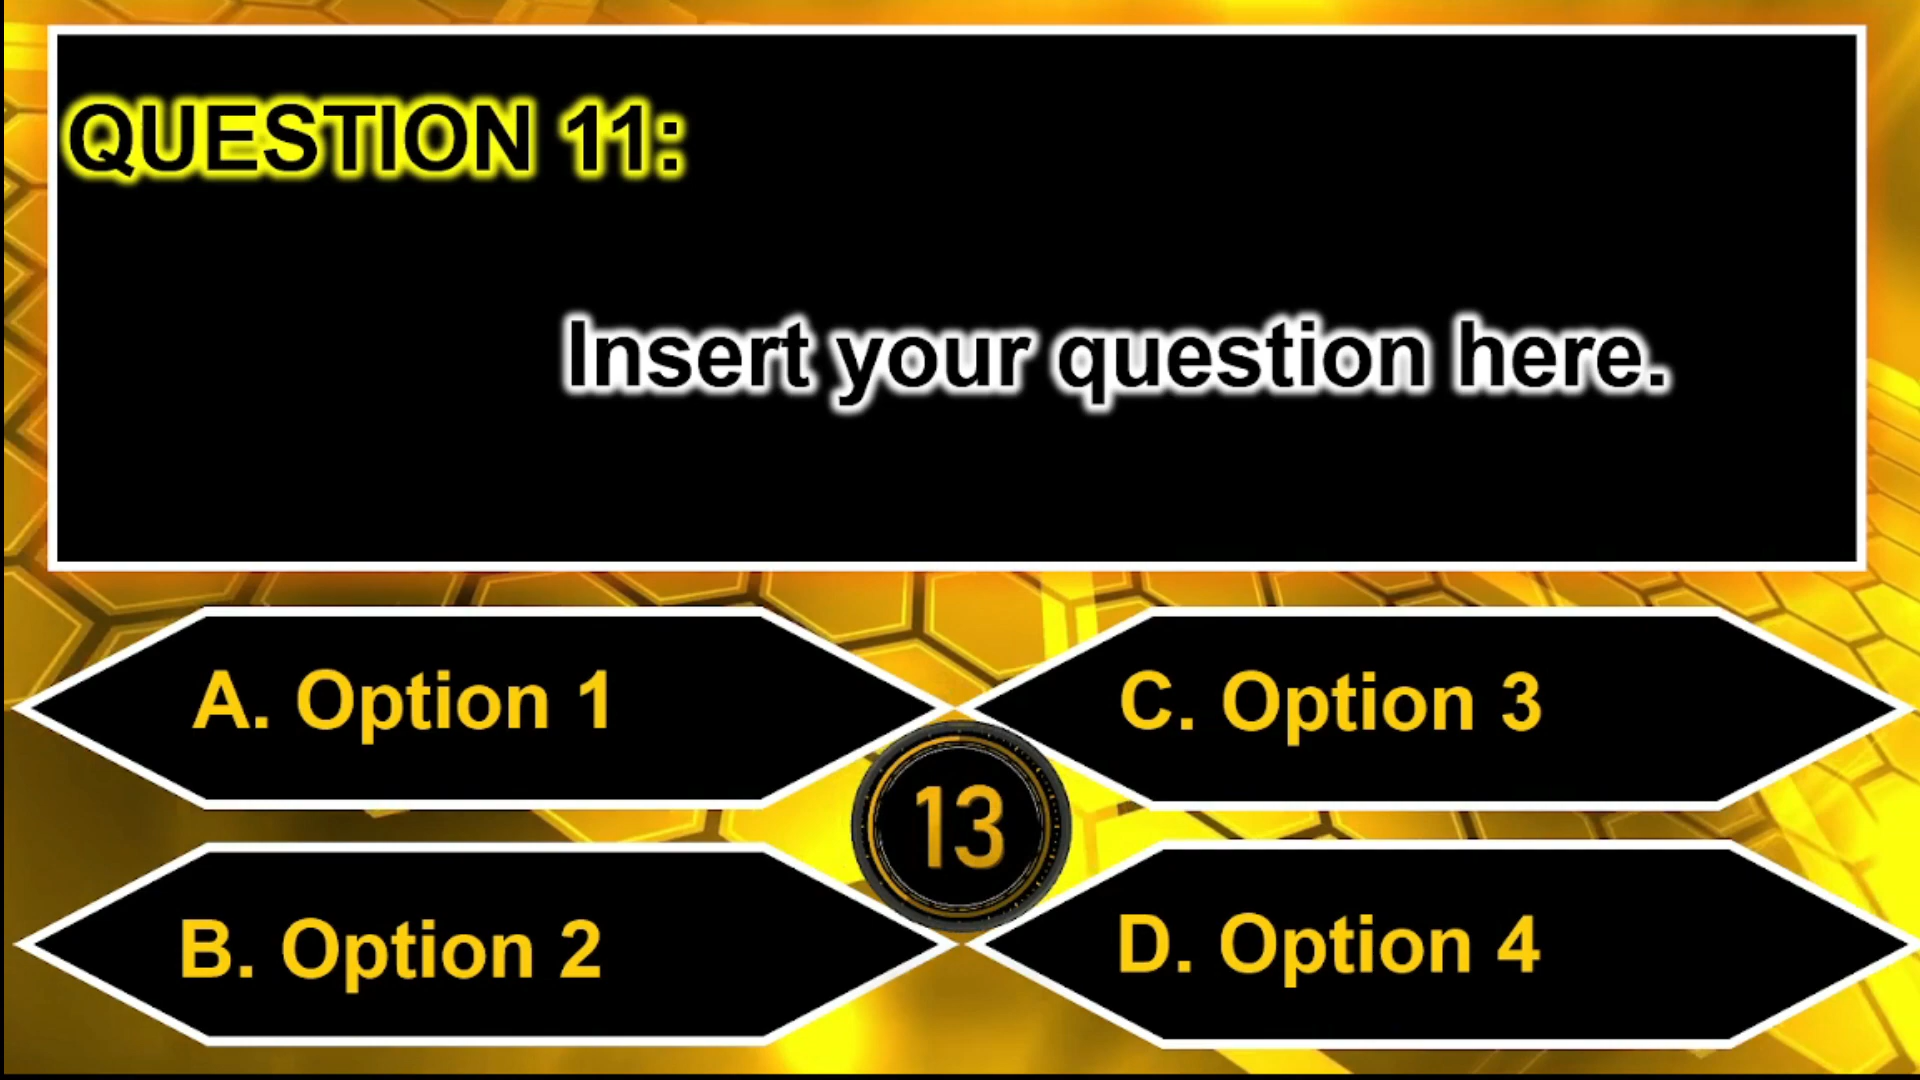 QUESTION 11:
Insert your question here.
A. Option 1
C. Option 3
13
B. Option 2
D. Option 4